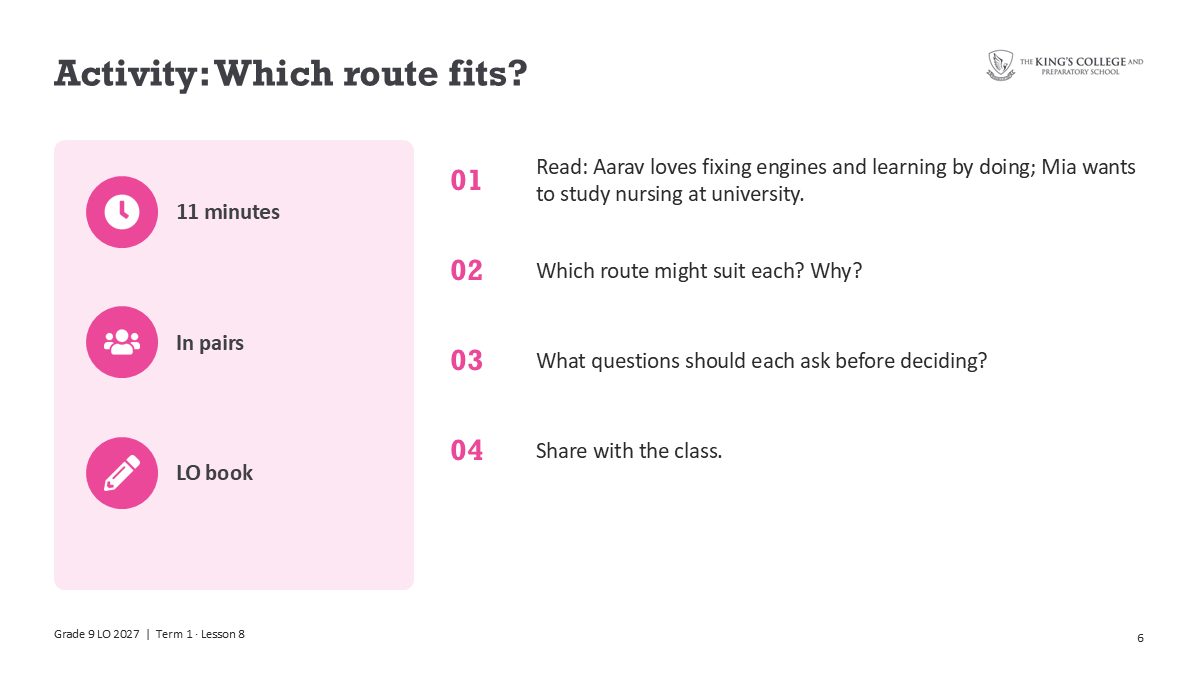 Activity: Which route fits?
THE KING'S COLLEGE AND
PREPARATORY SCHOOL
11 minutes
In pairs
LO book
01
Read: Aarav loves fixing engines and learning by doing; Mia wants
to study nursing at university.
02
Which route might suit each? Why?
03
What questions should each ask before deciding?
04
Share with the class.
Grade 9 LO 2027 | Term 1 · Lesson 8
6